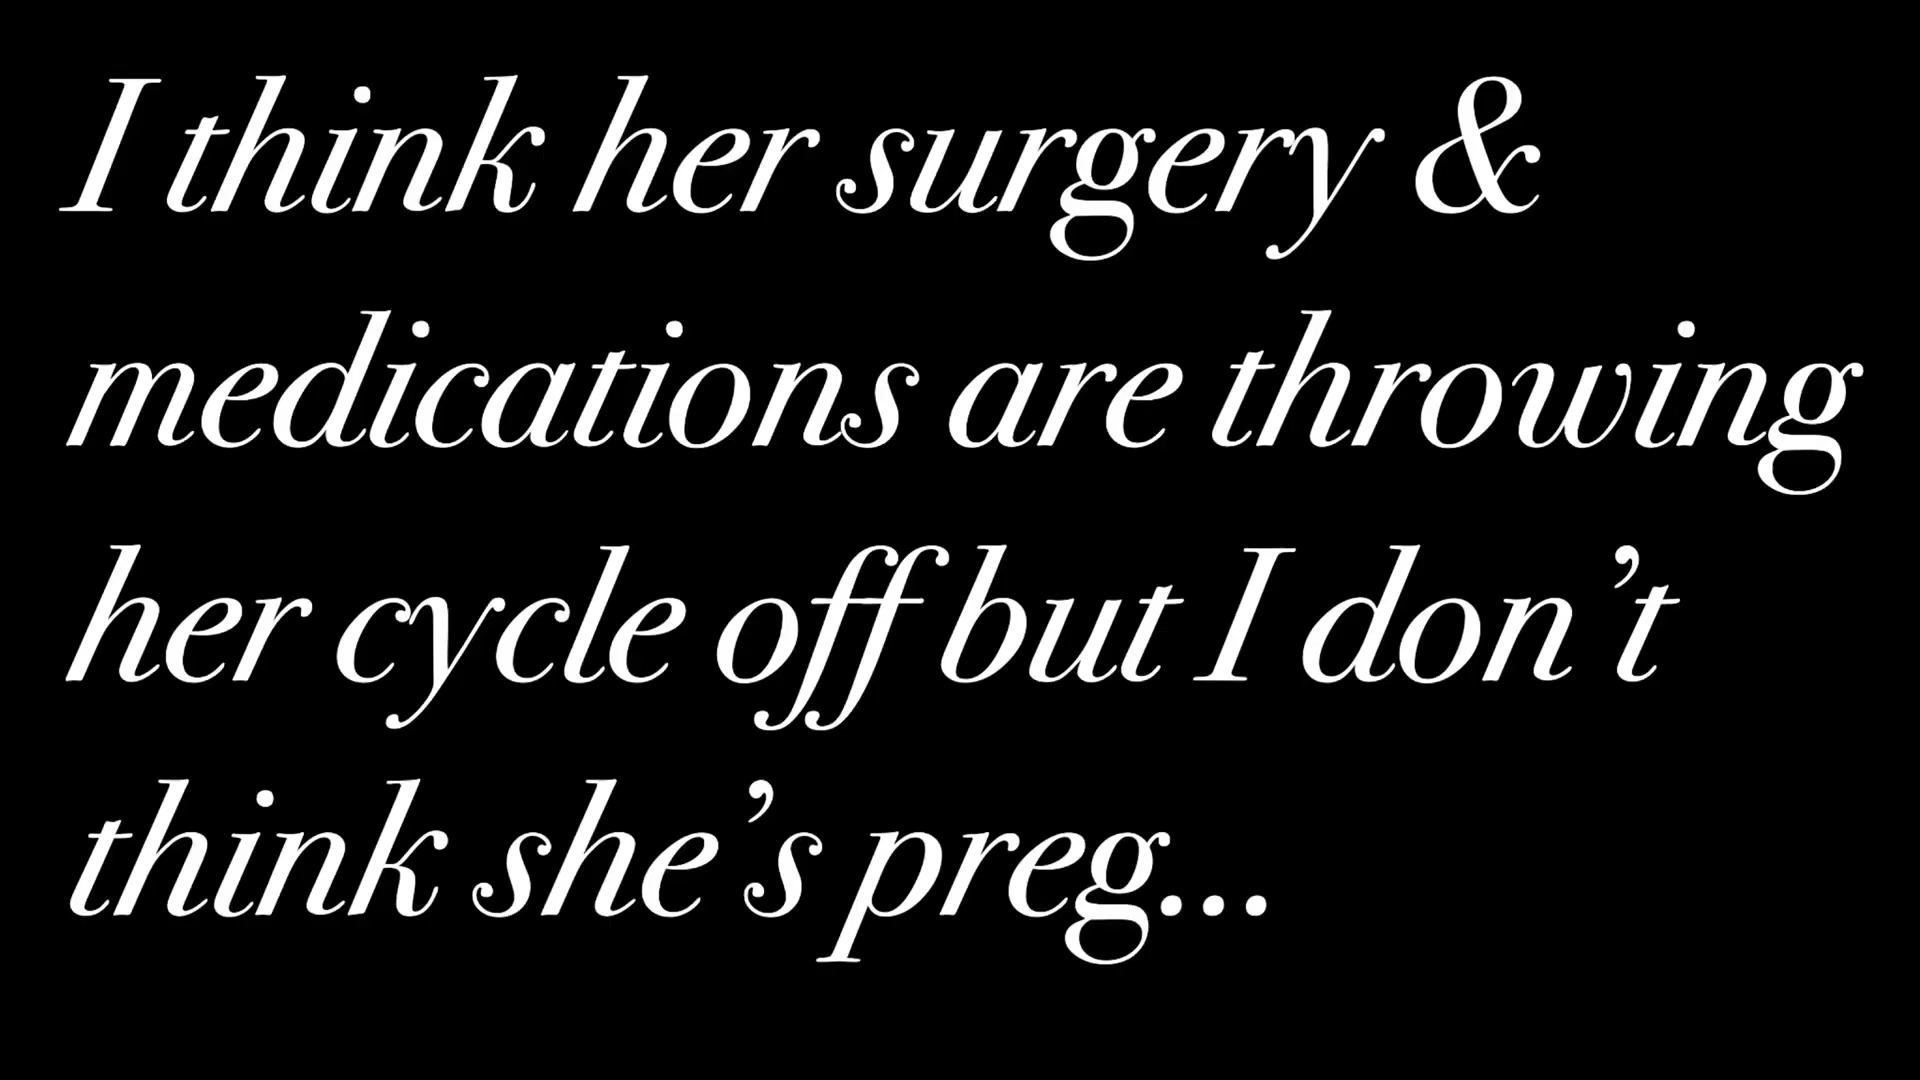 I think her surgery &
medications are throwing
her cycle off but I don’t
think she’s preg...